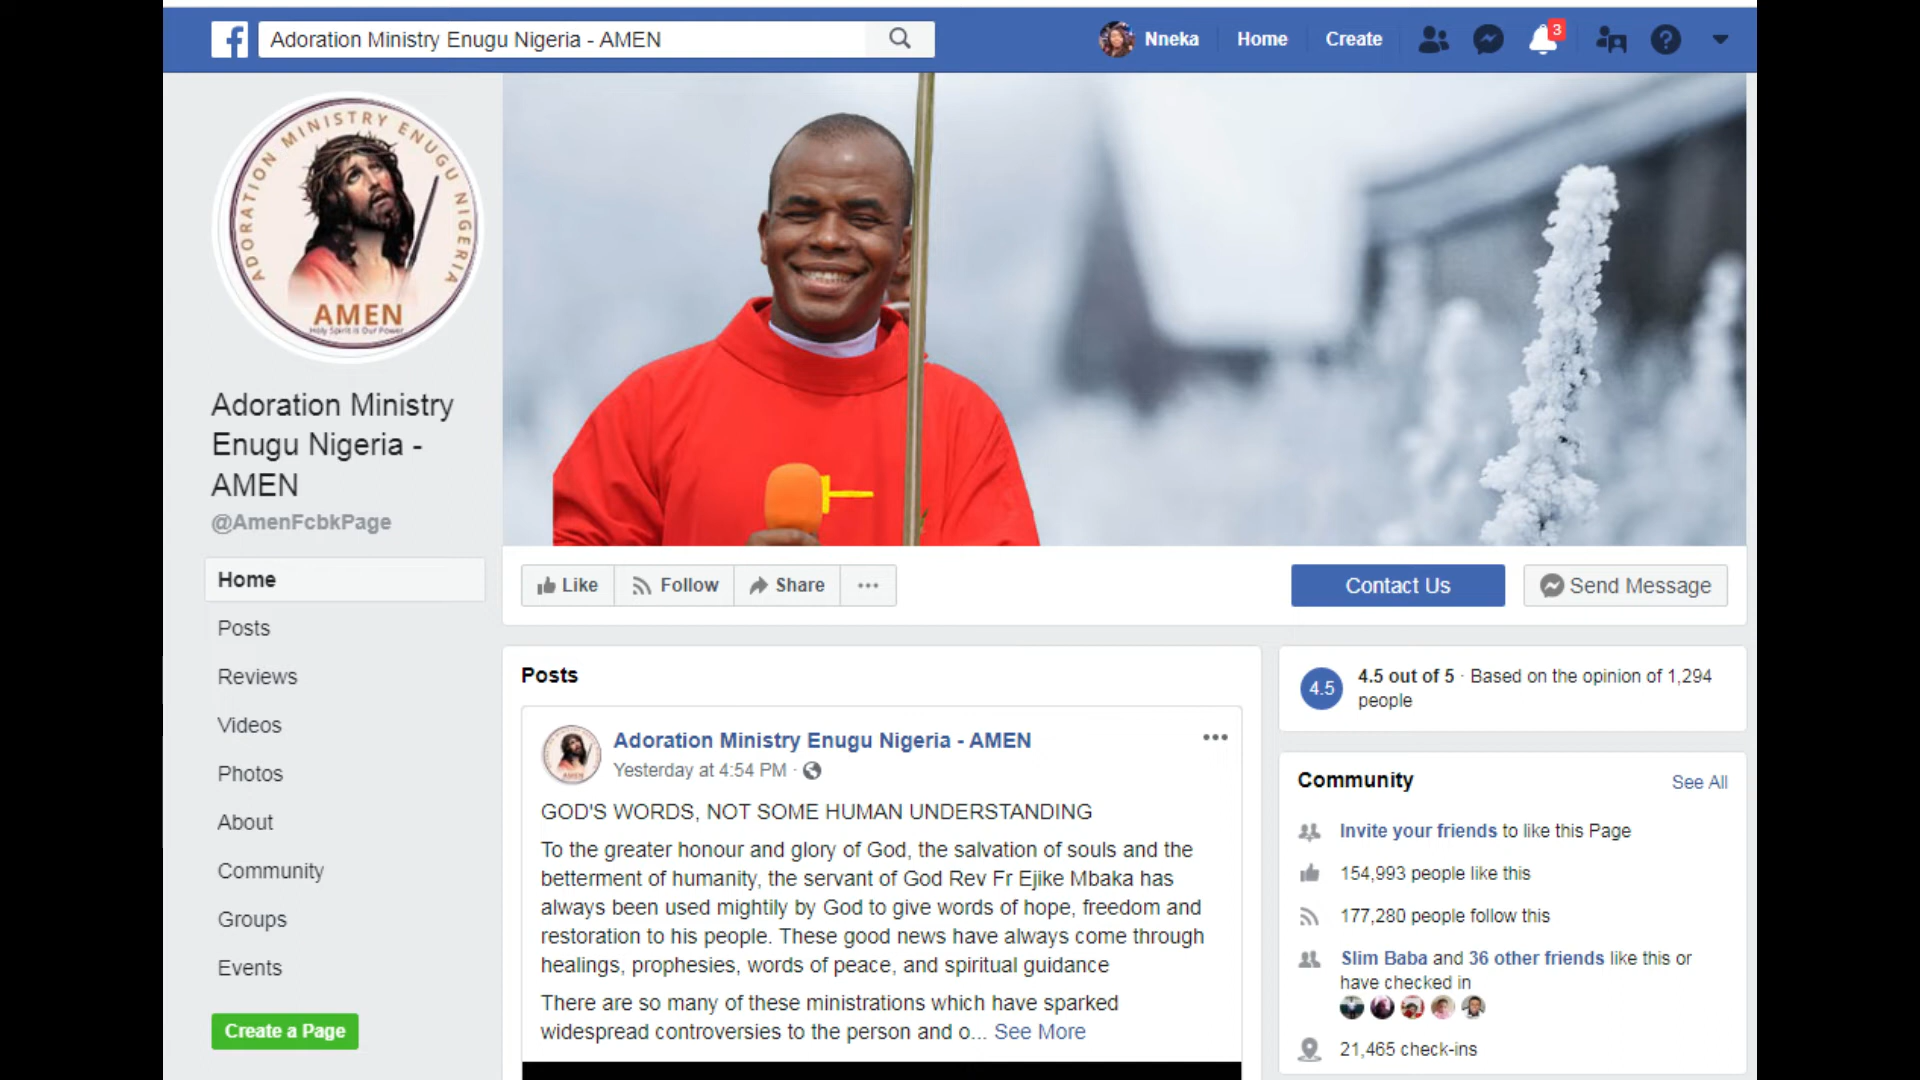 Adoration Ministry Enugu Nigeria - AMEN
Nneka
Home
Create
3
ADORATION MINISTRY ENUGU NIGERIA
AMEN
Holy Spirit is Our Power
Adoration Ministry
Enugu Nigeria -
AMEN
@AmenFcbkPage
Home
Posts
Reviews
Videos
Photos
About
Community
Groups
Events
Create a Page
Like
Follow
Share
Contact Us
Send Message
Posts
Adoration Ministry Enugu Nigeria - AMEN
Yesterday at 4:54 PM ·
GOD'S WORDS, NOT SOME HUMAN UNDERSTANDING
To the greater honour and glory of God, the salvation of souls and the
betterment of humanity, the servant of God Rev Fr Ejike Mbaka has
always been used mightily by God to give words of hope, freedom and
restoration to his people. These good news have always come through
healings, prophesies, words of peace, and spiritual guidance
There are so many of these ministrations which have sparked
widespread controversies to the person and o... See More
4.5
4.5 out of 5 · Based on the opinion of 1,294
people
Community
See All
Invite your friends to like this Page
154,993 people like this
177,280 people follow this
Slim Baba and 36 other friends like this or
have checked in
21,465 check-ins